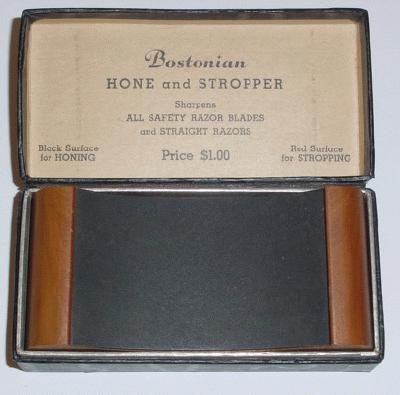 Bostonian
HONE and STROPPER
Sharpens
ALL SAFETY RAZOR BLADES
and STRAIGHT RAZORS
Black Surface
for HONING
Price $1.00
Red Surface
for STROPPING